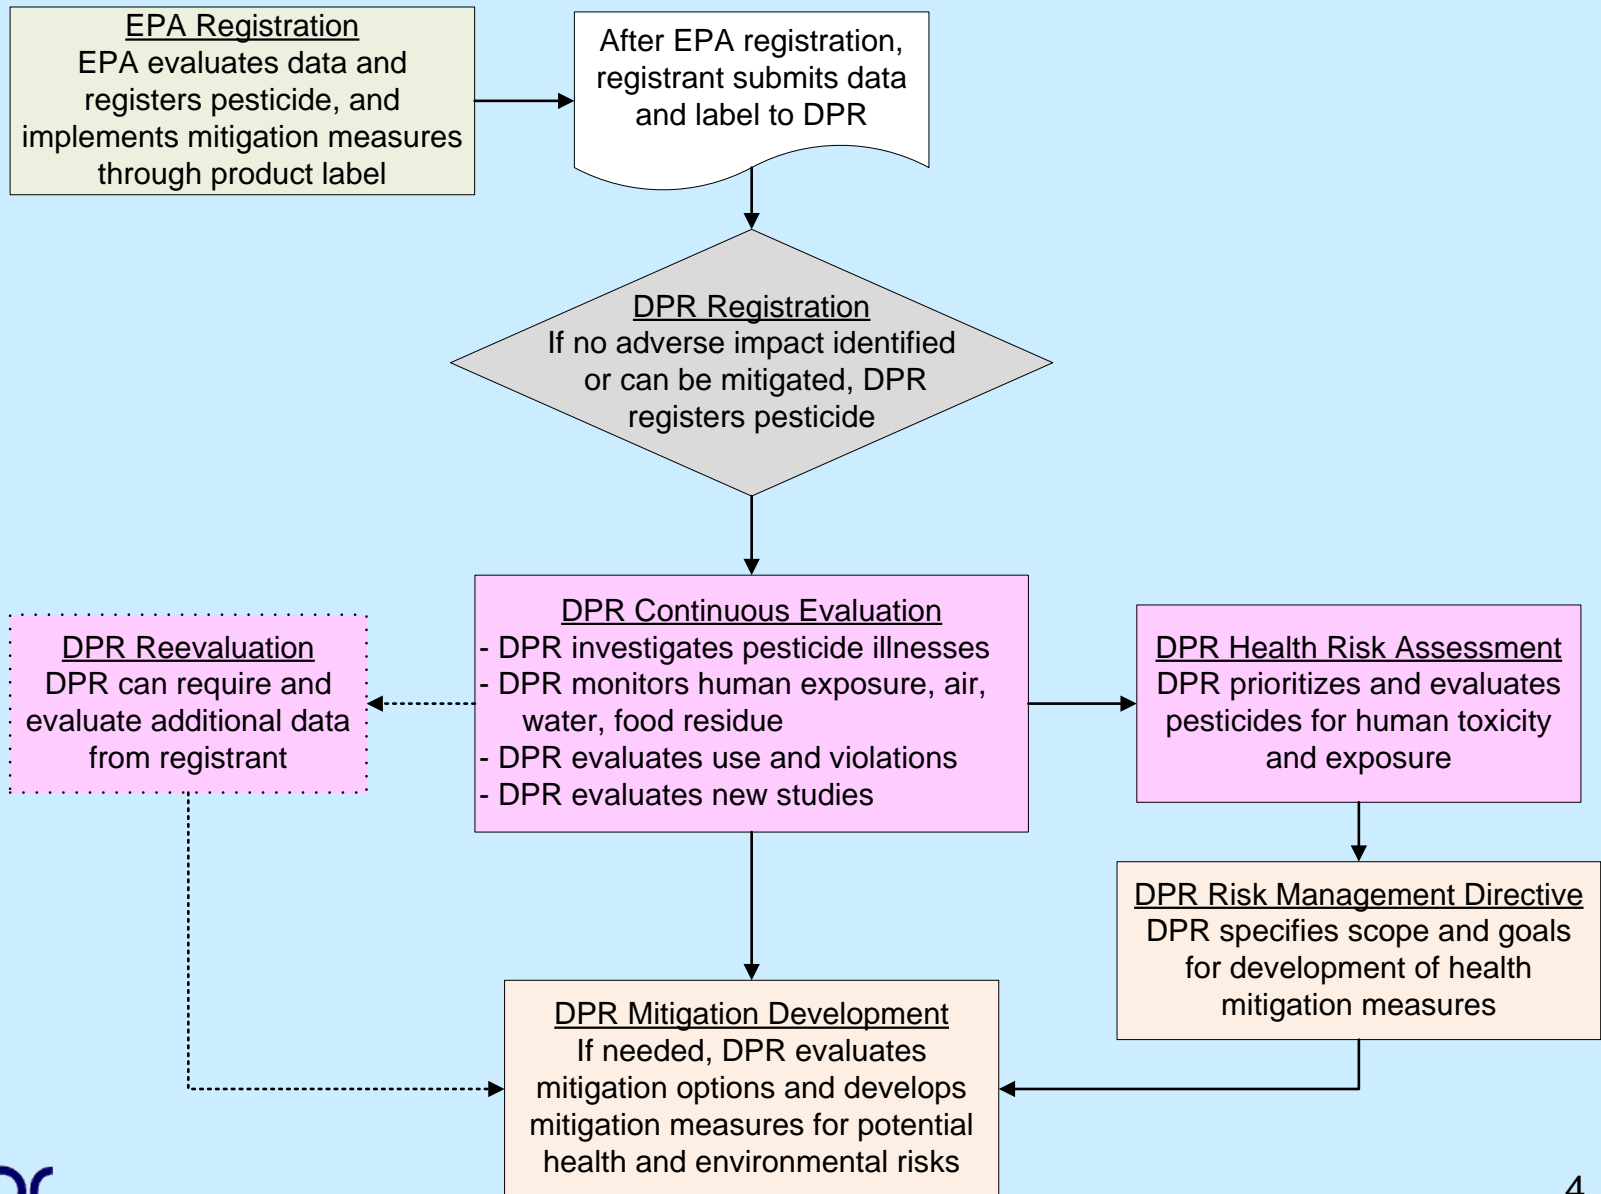 EPA Registration
EPA evaluates data and
registers pesticide, and
implements mitigation measures
through product label
After EPA registration,
registrant submits data
and label to DPR
DPR Registration
If no adverse impact identified
or can be mitigated, DPR
registers pesticide
DPR Reevaluation
DPR can require and
evaluate additional data
from registrant
DPR Continuous Evaluation
- DPR investigates pesticide illnesses
- DPR monitors human exposure, air,
water, food residue
- DPR evaluates use and violations
- DPR evaluates new studies
DPR Health Risk Assessment
DPR prioritizes and evaluates
pesticides for human toxicity
and exposure
DPR Risk Management Directive
DPR specifies scope and goals
for development of health
mitigation measures
DPR Mitigation Development
If needed, DPR evaluates
mitigation options and develops
mitigation measures for potential
health and environmental risks
4